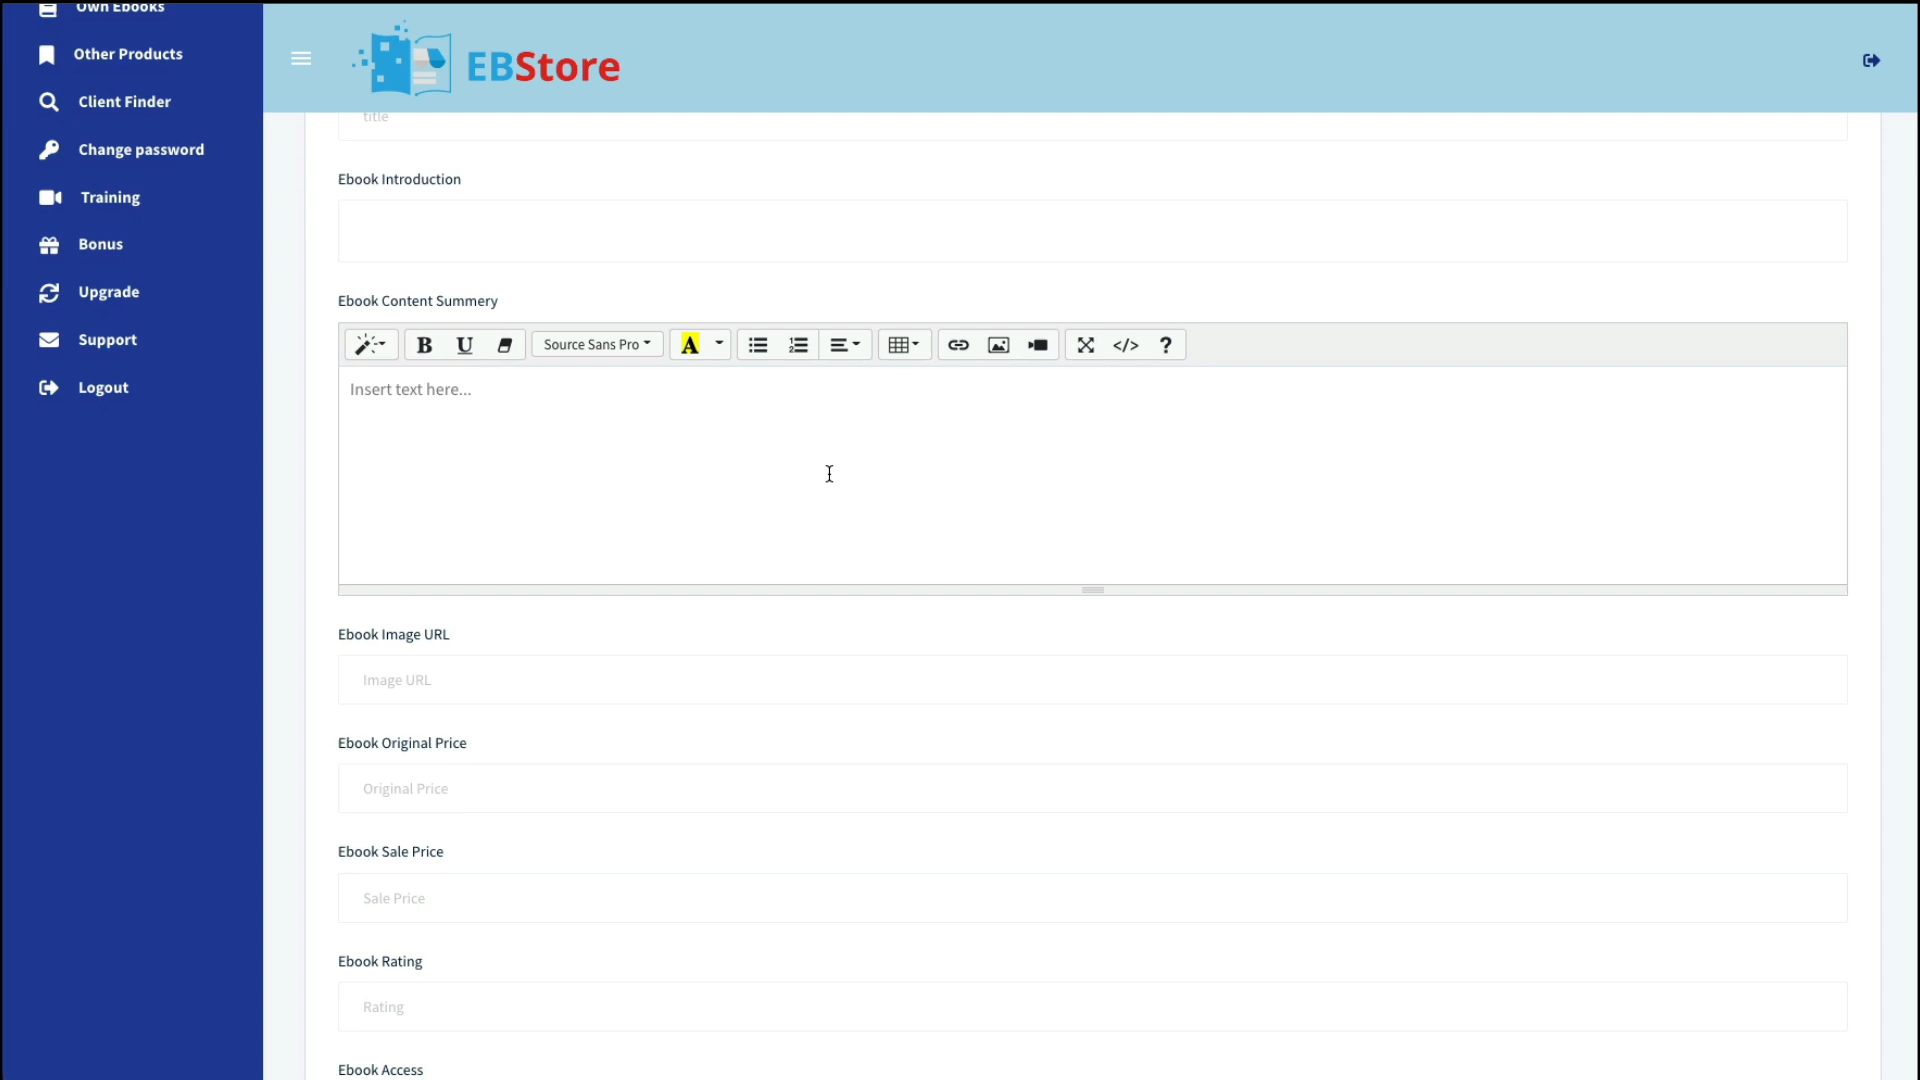 Own Ebooks
Other Products
Client Finder
Change password
Training
Bonus
Upgrade
Support
Logout
EBStore
title
Ebook Introduction
Ebook Content Summery
B U Source Sans Pro A </> ?
Insert text here...
Ebook Image URL
Image URL
Ebook Original Price
Original Price
Ebook Sale Price
Sale Price
Ebook Rating
Rating
Ebook Access